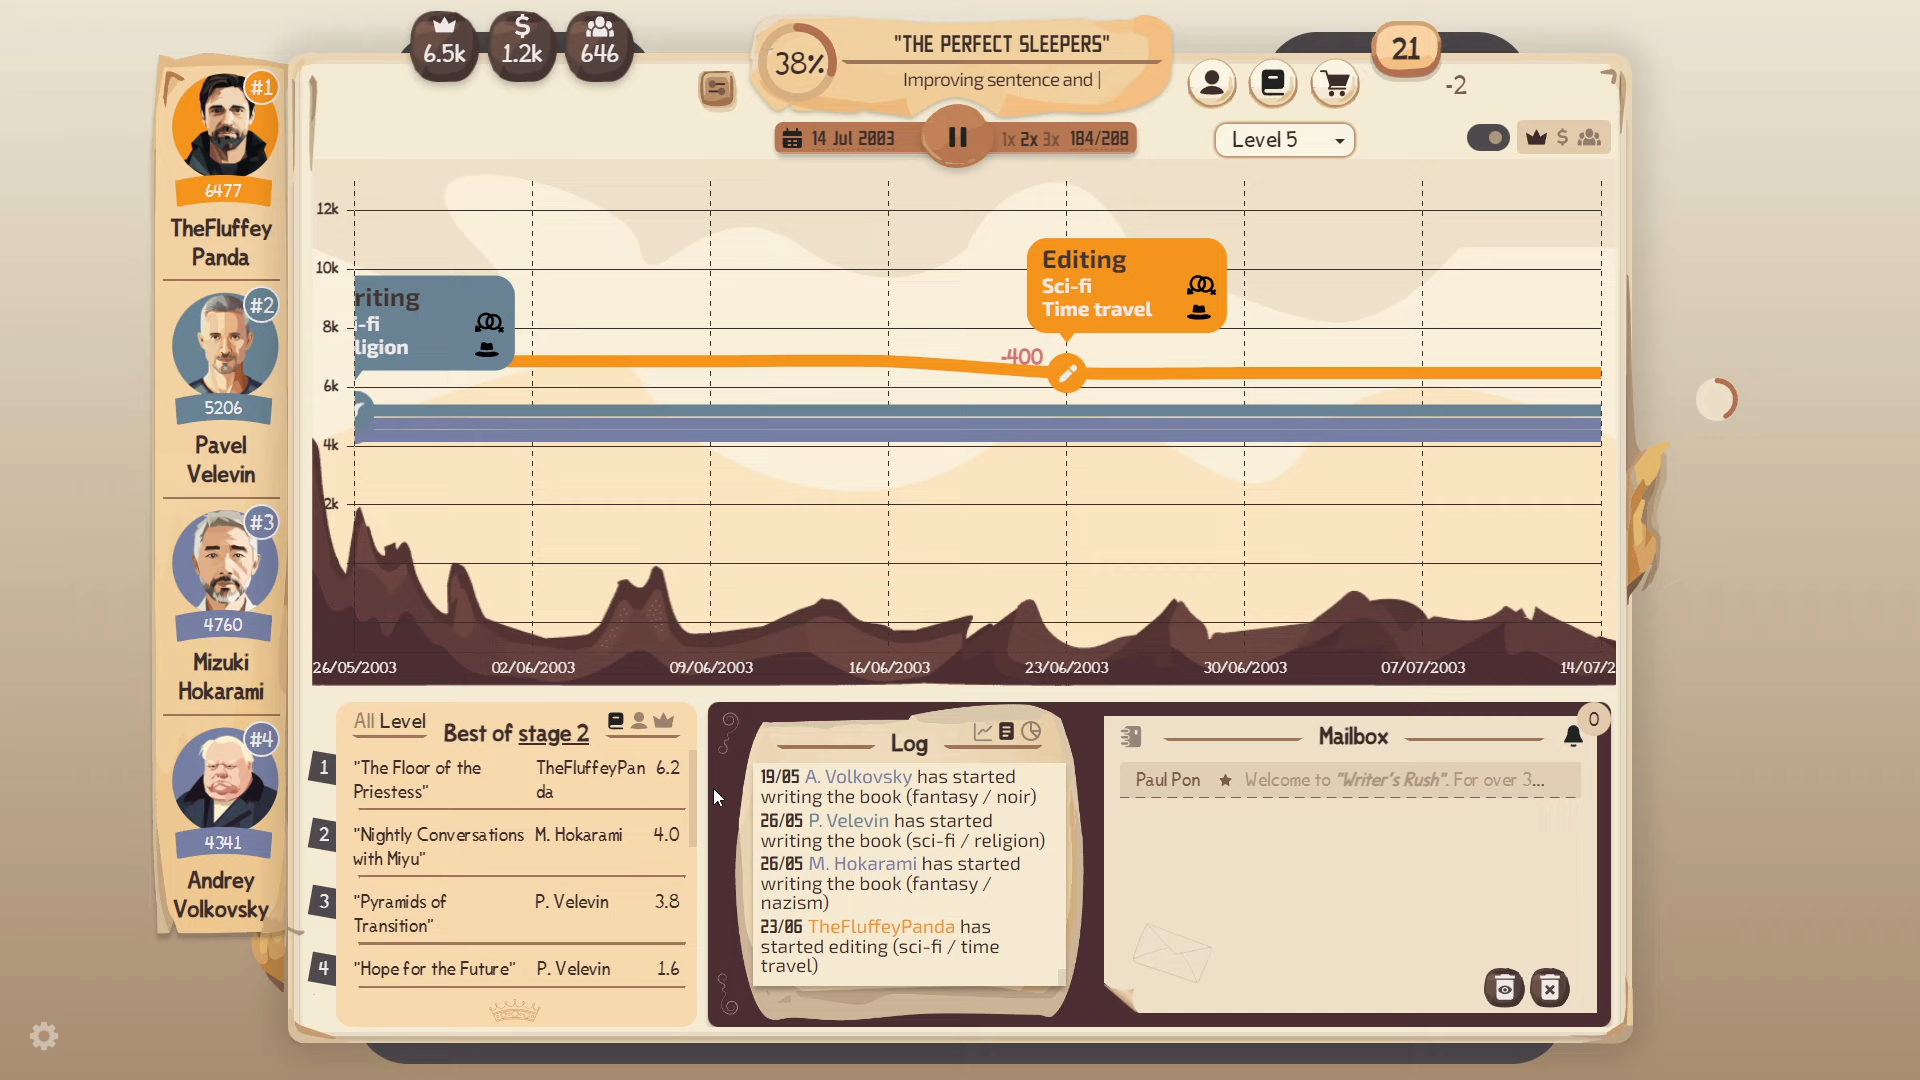 6.5k
1.2k
646
38%
"THE PERFECT SLEEPERS"
Improving sentence and |
21
-2
14 Jul 2003
1x 2x 3x 184/208
Level 5
#1
6477
TheFluffey
Panda
#2
5206
Pavel
Velevin
#3
4760
Mizuki
Hokarami
#4
4341
Andrey
Volkovsky
12k
10k
8k
6k
4k
2k
riting
i-fi
ligion
Editing
Sci-fi
Time travel
-400
26/05/2003
02/06/2003
09/06/2003
16/06/2003
23/06/2003
30/06/2003
07/07/2003
14/07/2
All Level
Best of stage 2
1 "The Floor of the Priestess" TheFluffeyPanda 6.2
2 "Nightly Conversations with Miyu" M. Hokarami 4.0
3 "Pyramids of Transition" P. Velevin 3.8
4 "Hope for the Future" P. Velevin 1.6
Log
19/05 A. Volkovsky has started
writing the book (fantasy / noir)
26/05 P. Velevin has started
writing the book (sci-fi / religion)
26/05 M. Hokarami has started
writing the book (fantasy /
nazism)
23/06 TheFluffeyPanda has
started editing (sci-fi / time
travel)
Mailbox
0
Paul Pon ★ Welcome to "Writer's Rush". For over 3...